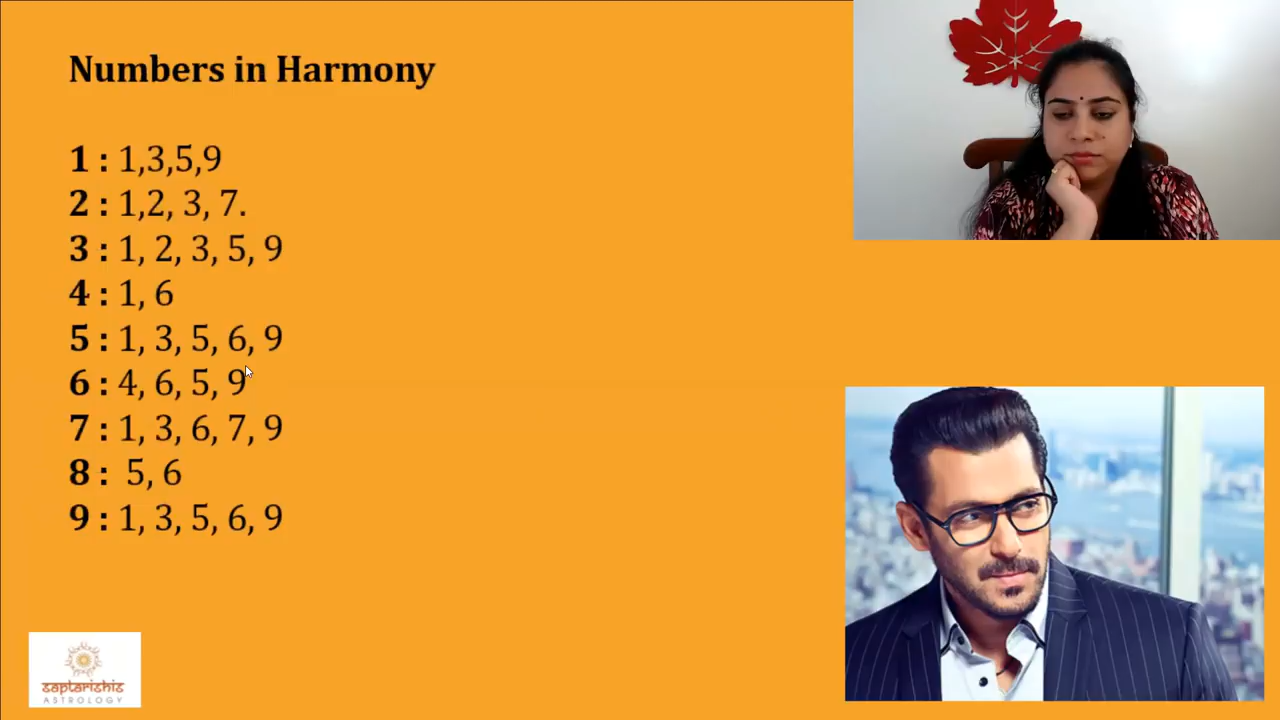 Numbers in Harmony
1 : 1,3,5,9
2 : 1,2, 3, 7.
3 : 1, 2, 3, 5, 9
4 : 1, 6
5 : 1, 3, 5, 6, 9
6 : 4, 6, 5, 9
7 : 1, 3, 6, 7, 9
8 : 5, 6
9 : 1, 3, 5, 6, 9
saptarishis
ASTROLOGY